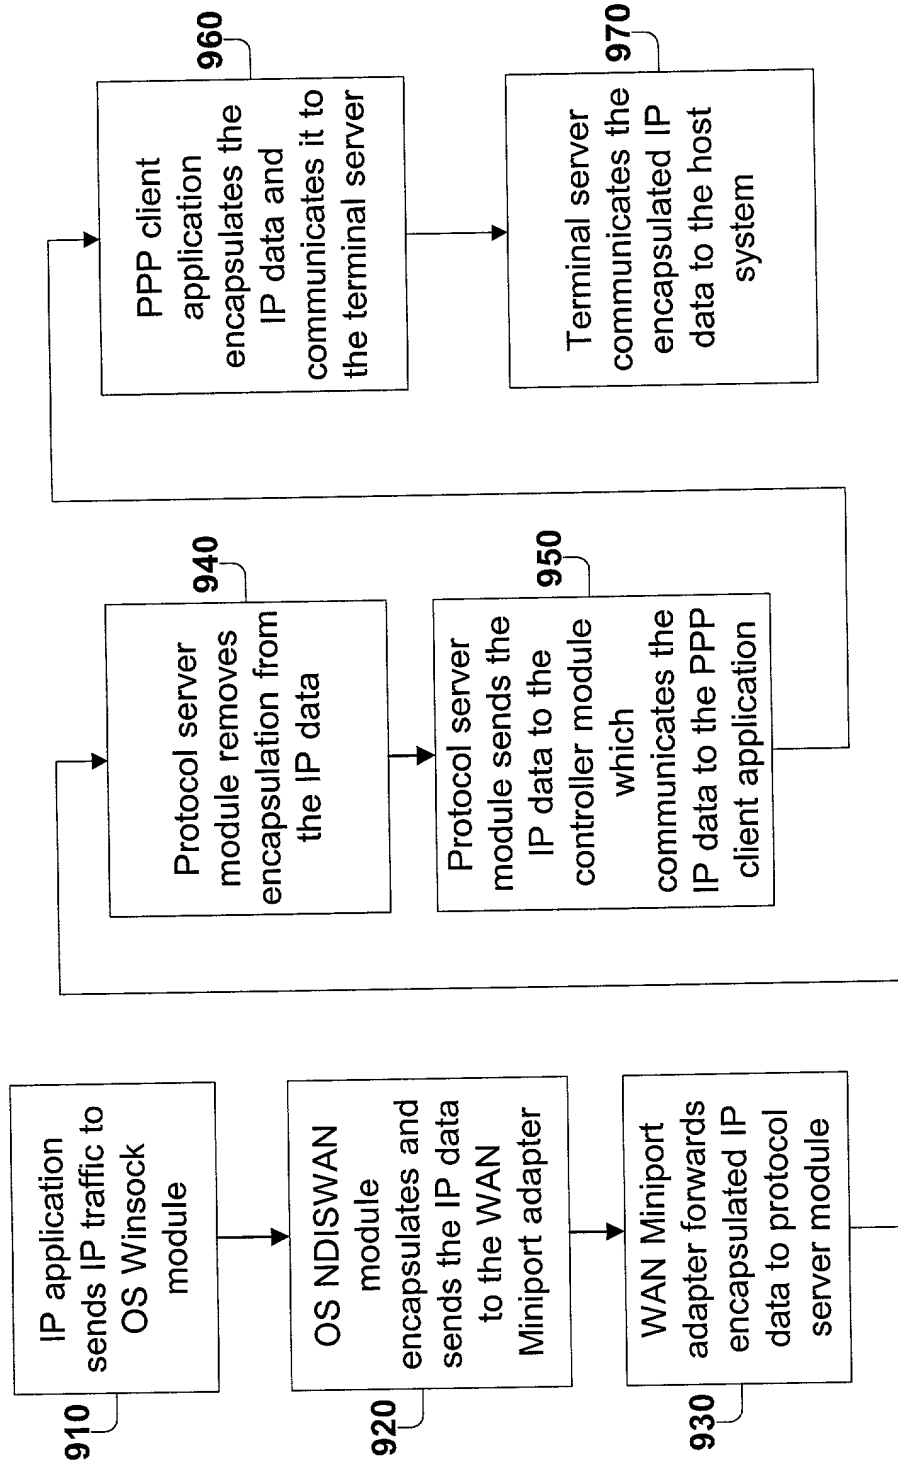 910
IP application
sends IP traffic to
OS Winsock
module
920
OS NDISWAN
module
encapsulates and
sends the IP data
to the WAN
Miniport adapter
930
WAN Miniport
adapter forwards
encapsulated IP
data to protocol
server module
940
Protocol server
module removes
encapsulation from
the IP data
950
Protocol server
module sends the
IP data to the
controller module
which
communicates the
IP data to the PPP
client application
960
PPP client
application
encapsulates the
IP data and
communicates it to
the terminal server
970
Terminal server
communicates the
encapsulated IP
data to the host
system